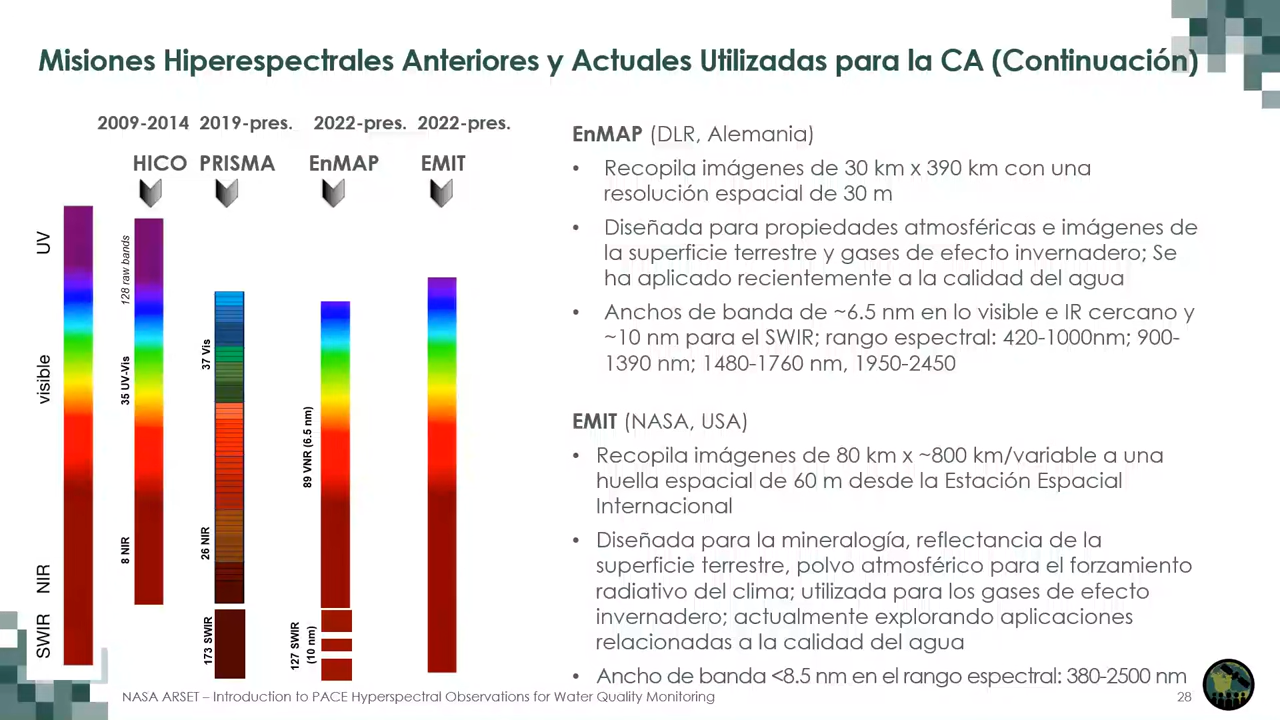 Misiones Hiperespectrales Anteriores y Actuales Utilizadas para la CA (Continuación)
2009-2014 2019-pres. 2022-pres. 2022-pres.
HICO PRISMA EnMAP EMIT
UV
visible
NIR
SWIR
128 raw bands
35 UV-Vis
8 NIR
37 Vis
26 NIR
173 SWIR
89 VNR (6.5 nm)
127 SWIR
(10 nm)
EnMAP (DLR, Alemania)
• Recopila imágenes de 30 km x 390 km con una
resolución espacial de 30 m
• Diseñada para propiedades atmosféricas e imágenes de
la superficie terrestre y gases de efecto invernadero; Se
ha aplicado recientemente a la calidad del agua
• Anchos de banda de ~6.5 nm en lo visible e IR cercano y
~10 nm para el SWIR; rango espectral: 420-1000nm; 900-
1390 nm; 1480-1760 nm, 1950-2450
EMIT (NASA, USA)
• Recopila imágenes de 80 km x ~800 km/variable a una
huella espacial de 60 m desde la Estación Espacial
Internacional
• Diseñada para la mineralogía, reflectancia de la
superficie terrestre, polvo atmosférico para el forzamiento
radiativo del clima; utilizada para los gases de efecto
invernadero; actualmente explorando aplicaciones
relacionadas a la calidad del agua
• Ancho de banda <8.5 nm en el rango espectral: 380-2500 nm
NASA ARSET – Introduction to PACE Hyperspectral Observations for Water Quality Monitoring
28